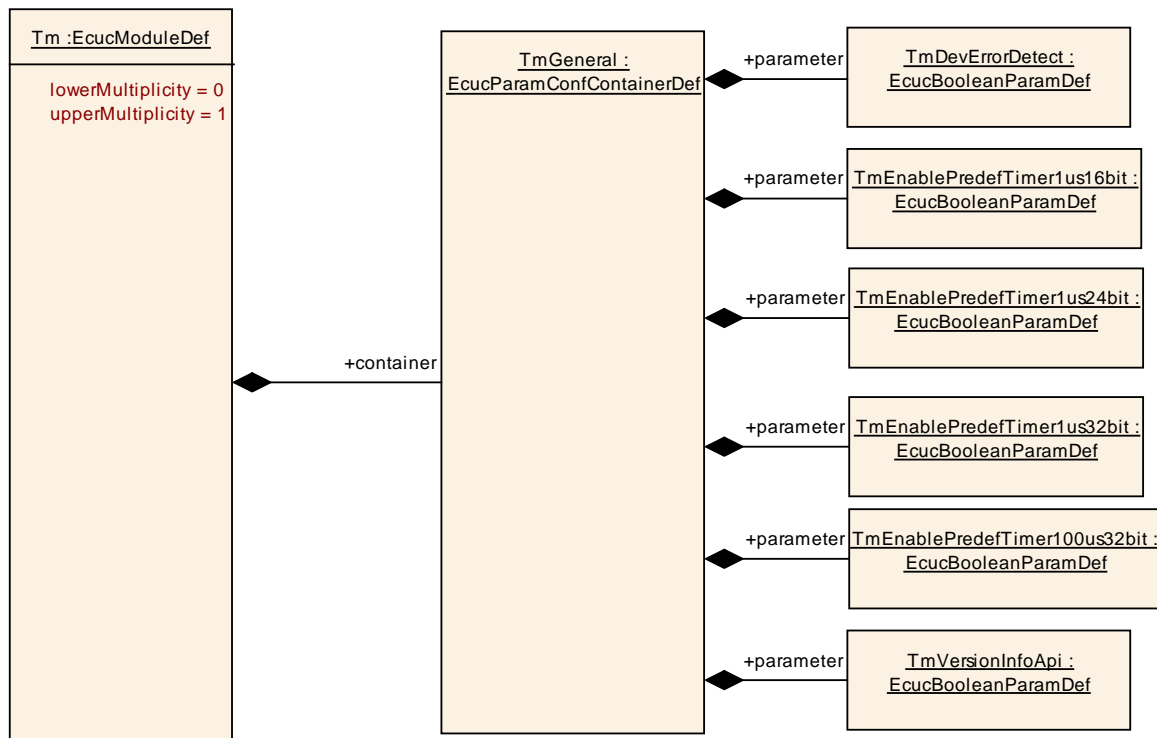 Tm :EcucModuleDef
lowerMultiplicity = 0
upperMultiplicity = 1
+container
TmGeneral :
EcucParamConfContainerDef
+parameter
TmDevErrorDetect :
EcucBooleanParamDef
+parameter
TmEnablePredefTimer1us16bit :
EcucBooleanParamDef
+parameter
TmEnablePredefTimer1us24bit :
EcucBooleanParamDef
+parameter
TmEnablePredefTimer1us32bit :
EcucBooleanParamDef
+parameter
TmEnablePredefTimer100us32bit :
EcucBooleanParamDef
+parameter
TmVersionInfoApi :
EcucBooleanParamDef